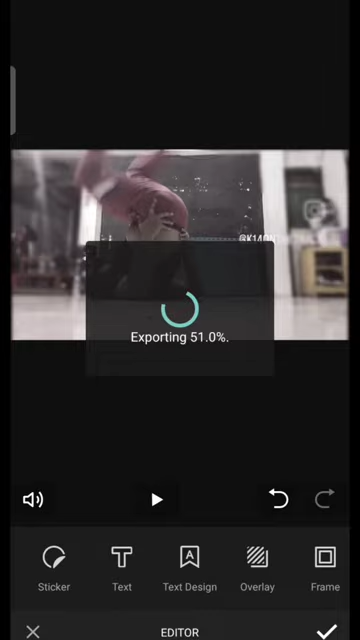 Exporting 51.0%.
Sticker
Text
Text Design
Overlay
Frame
EDITOR